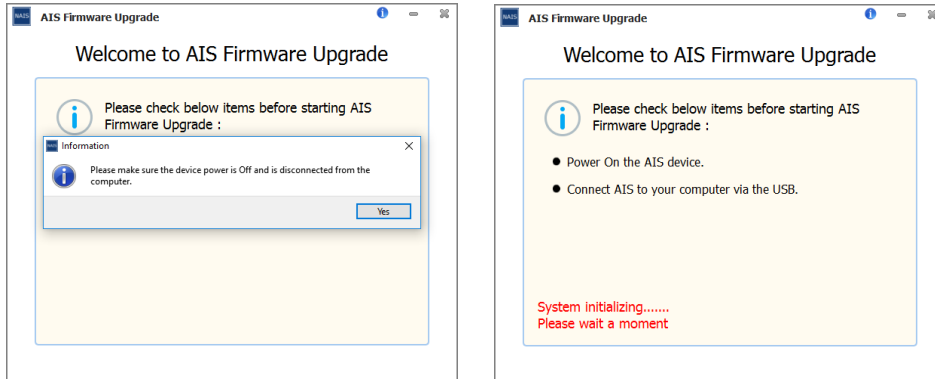 NAIS AIS Firmware Upgrade
Welcome to AIS Firmware Upgrade
Please check below items before starting AIS
Firmware Upgrade :
NAIS Information
Please make sure the device power is Off and is disconnected from the
computer.
Yes
NAIS AIS Firmware Upgrade
Welcome to AIS Firmware Upgrade
Please check below items before starting AIS
Firmware Upgrade :
Power On the AIS device.
Connect AIS to your computer via the USB.
System initializing.......
Please wait a moment